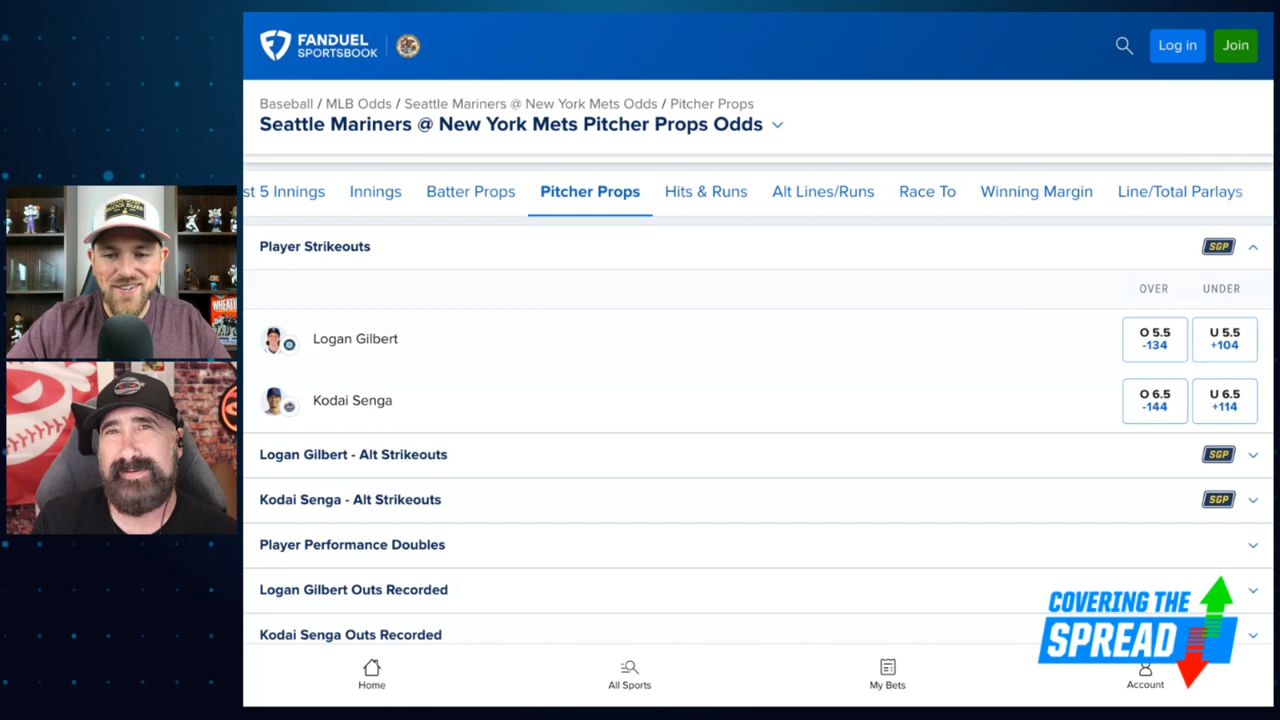 FANDUEL
SPORTSBOOK
Log in
Join
Baseball / MLB Odds / Seattle Mariners @ New York Mets Odds / Pitcher Props
Seattle Mariners @ New York Mets Pitcher Props Odds
st 5 Innings
Innings
Batter Props
Pitcher Props
Hits & Runs
Alt Lines/Runs
Race To
Winning Margin
Line/Total Parlays
Player Strikeouts
SGP
OVER
UNDER
Logan Gilbert
O 5.5
-134
U 5.5
+104
Kodai Senga
O 6.5
-144
U 6.5
+114
Logan Gilbert - Alt Strikeouts
SGP
Kodai Senga - Alt Strikeouts
SGP
Player Performance Doubles
Logan Gilbert Outs Recorded
Kodai Senga Outs Recorded
COVERING THE
SPREAD
Home
All Sports
My Bets
Account
WHEATIES